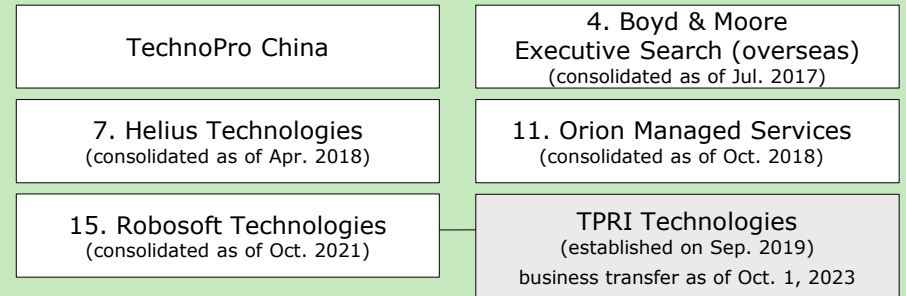 TechnoPro China
4. Boyd & Moore
Executive Search (overseas)
(consolidated as of Jul. 2017)
7. Helius Technologies
(consolidated as of Apr. 2018)
11. Orion Managed Services
(consolidated as of Oct. 2018)
15. Robosoft Technologies
(consolidated as of Oct. 2021)
TPRI Technologies
(established on Sep. 2019)
business transfer as of Oct. 1, 2023